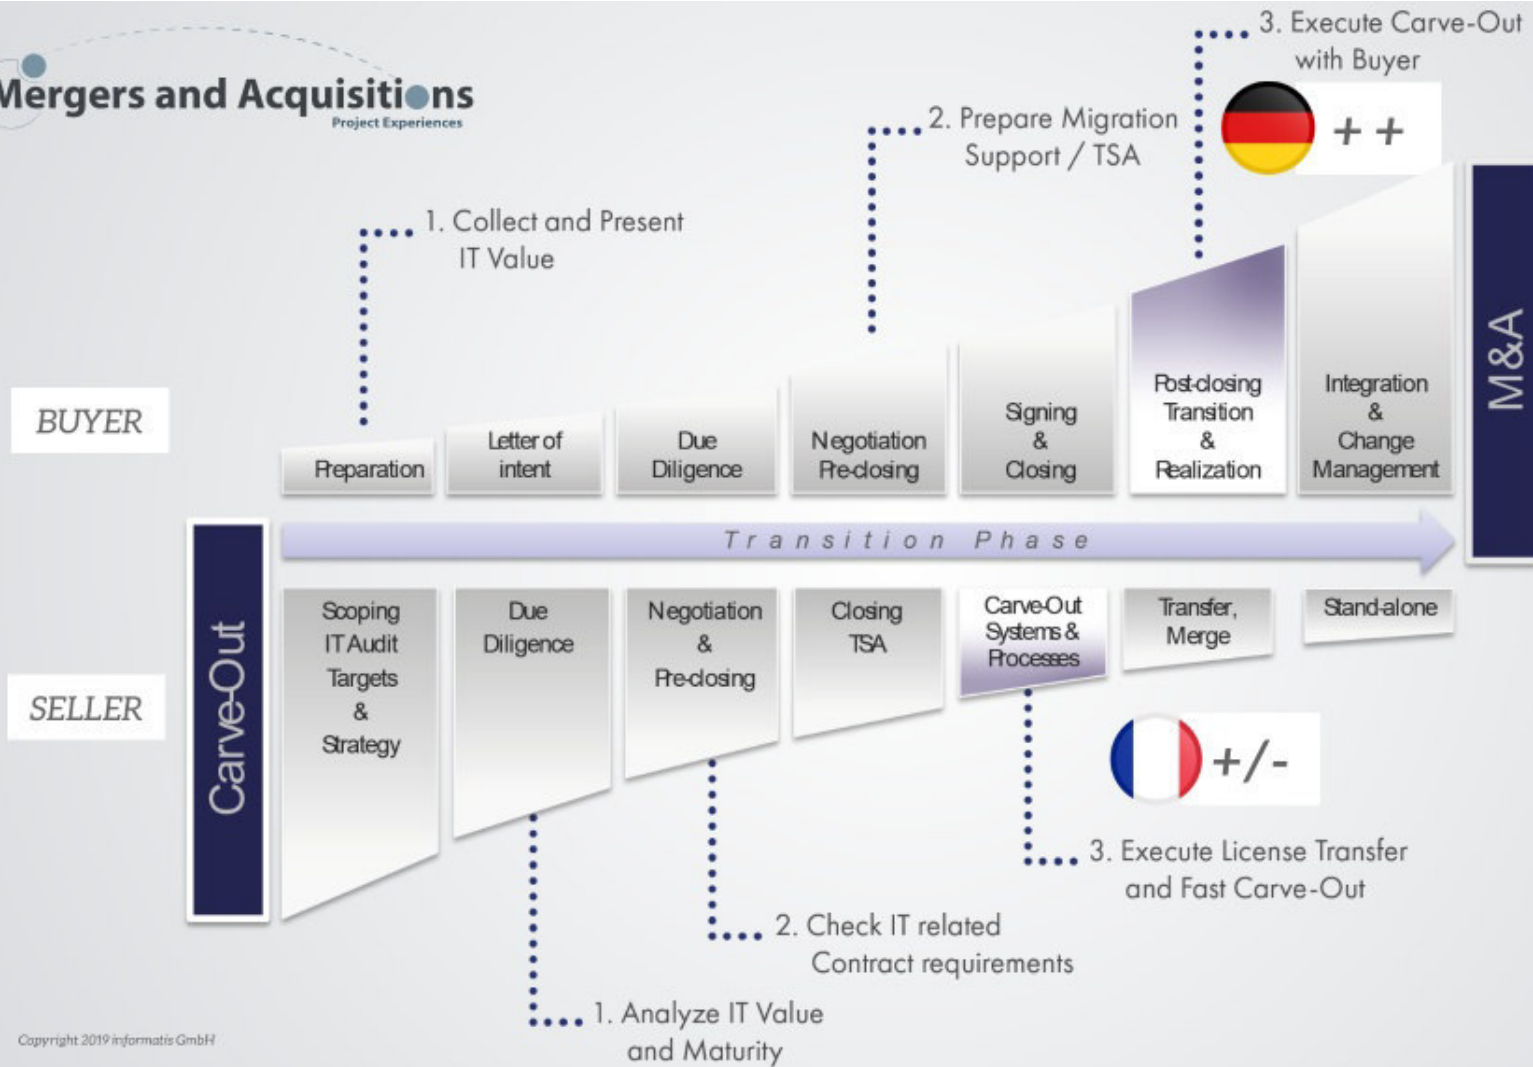 Mergers and Acquisitions
Project Experiences
3. Execute Carve-Out
with Buyer
++
2. Prepare Migration
Support / TSA
1. Collect and Present
IT Value
BUYER
Preparation
Letter of
intent
Due
Diligence
Negotiation
Pre-closing
Signing
&
Closing
Post-closing
Transition
&
Realization
Integration
&
Change
Management
M&A
Transition Phase
Carve-Out
SELLER
Scoping
IT Audit
Targets
&
Strategy
Due
Diligence
Negotiation
&
Pre-closing
Closing
TSA
Carve-Out
Systems &
Processes
Transfer,
Merge
Stand-alone
+/-
3. Execute License Transfer
and Fast Carve-Out
2. Check IT related
Contract requirements
1. Analyze IT Value
and Maturity
Copyright 2019 informatis GmbH